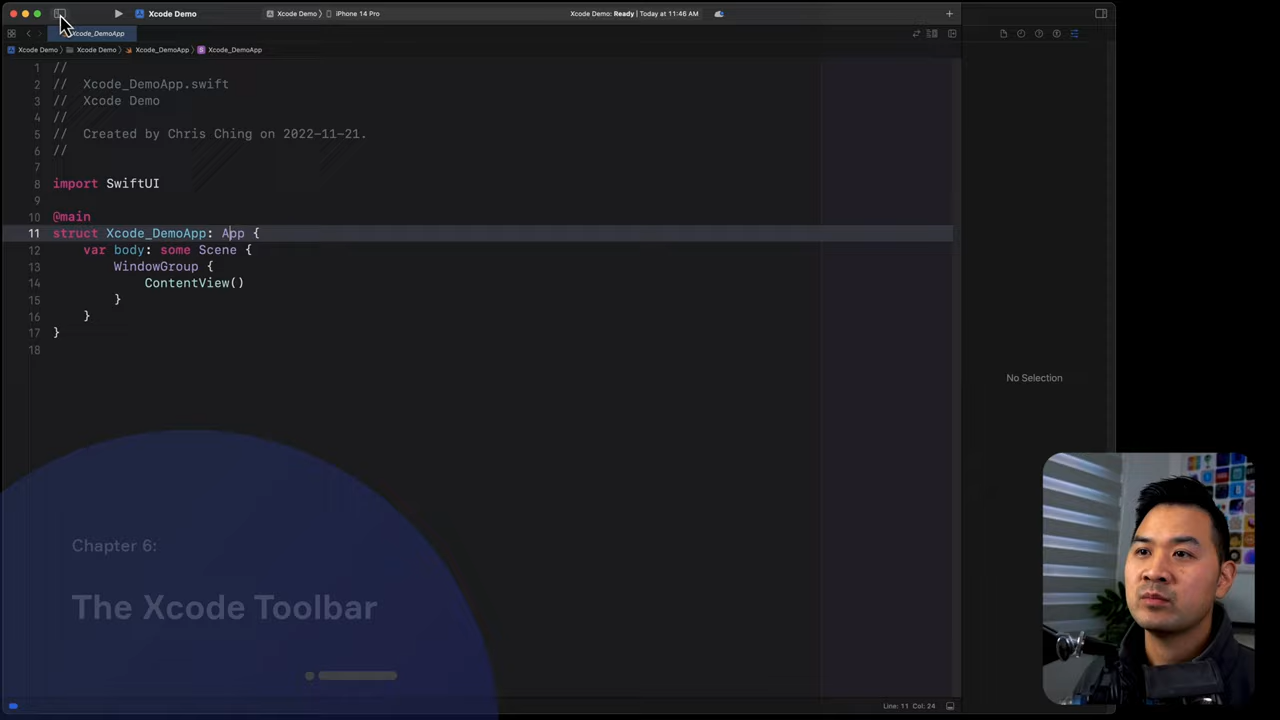 Xcode Demo
Xcode Demo 〉 iPhone 14 Pro
Xcode Demo: Ready | Today at 11:46 AM
Xcode_DemoApp
Xcode Demo 〉 Xcode Demo 〉 Xcode_DemoApp 〉 S Xcode_DemoApp
1 //
2 //  Xcode_DemoApp.swift
3 //  Xcode Demo
4 //
5 //  Created by Chris Ching on 2022-11-21.
6 //
7
8 import SwiftUI
9
10 @main
11 struct Xcode_DemoApp: App {
12     var body: some Scene {
13         WindowGroup {
14             ContentView()
15         }
16     }
17 }
18
No Selection
Chapter 6:
The Xcode Toolbar
Line: 11 Col: 24